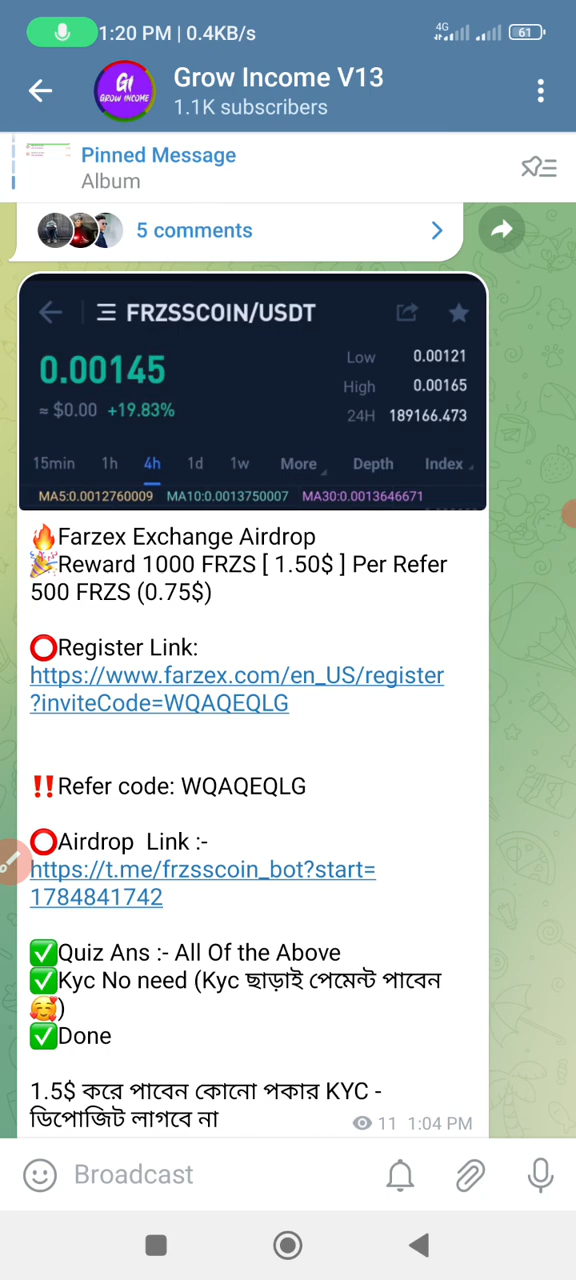 1:20 PM | 0.4KB/s
4G
61
GI
GROW INCOME
Grow Income V13
1.1K subscribers
Pinned Message
Album
5 comments
FRZSSCOIN/USDT
0.00145
≈ $0.00 +19.83%
Low 0.00121
High 0.00165
24H 189166.473
15min 1h 4h 1d 1w More Depth Index
MA5:0.0012760009 MA10:0.0013750007 MA30:0.0013646671
🔥Farzex Exchange Airdrop
🎉Reward 1000 FRZS [ 1.50$ ] Per Refer
500 FRZS (0.75$)
⭕Register Link:
https://www.farzex.com/en_US/register
?inviteCode=WQAQEQLG
‼️Refer code: WQAQEQLG
⭕Airdrop Link :-
https://t.me/frzsscoin_bot?start=
1784841742
✅Quiz Ans :- All Of the Above
✅Kyc No need (Kyc ছাড়াই পেমেন্ট পাবেন
🥰)
✅Done
1.5$ করে পাবেন কোনো পকার KYC -
ডিপোজিট লাগবে না
11 1:04 PM
Broadcast